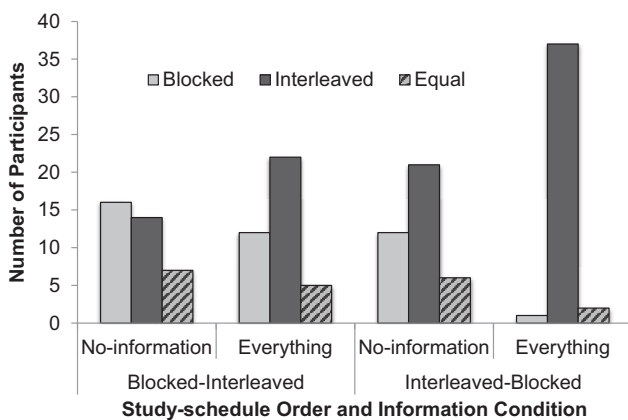 40
35
30
25
20
15
10
5
0
Number of Participants
Blocked Interleaved Equal
No-information Everything No-information Everything
Blocked-Interleaved Interleaved-Blocked
Study-schedule Order and Information Condition